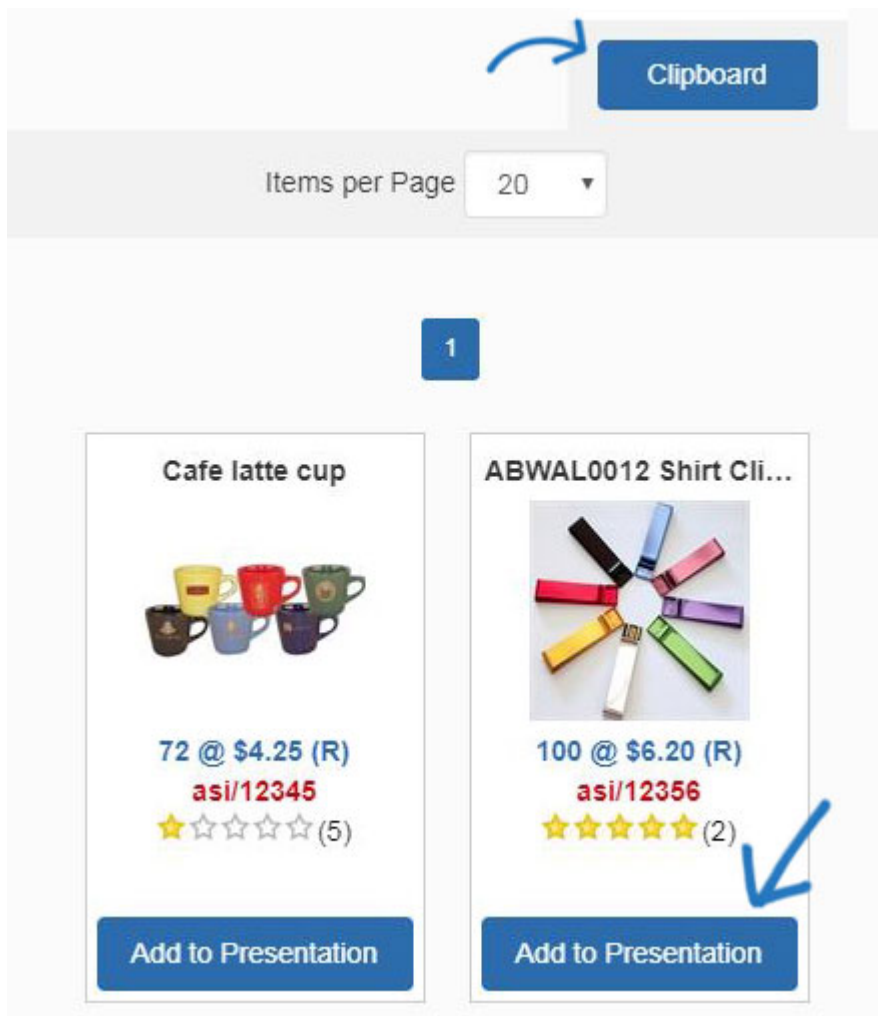 Clipboard
Items per Page 20
1
Cafe latte cup
72 @ $4.25 (R)
asi/12345
(5)
Add to Presentation
ABWAL0012 Shirt Cli...
100 @ $6.20 (R)
asi/12356
(2)
Add to Presentation